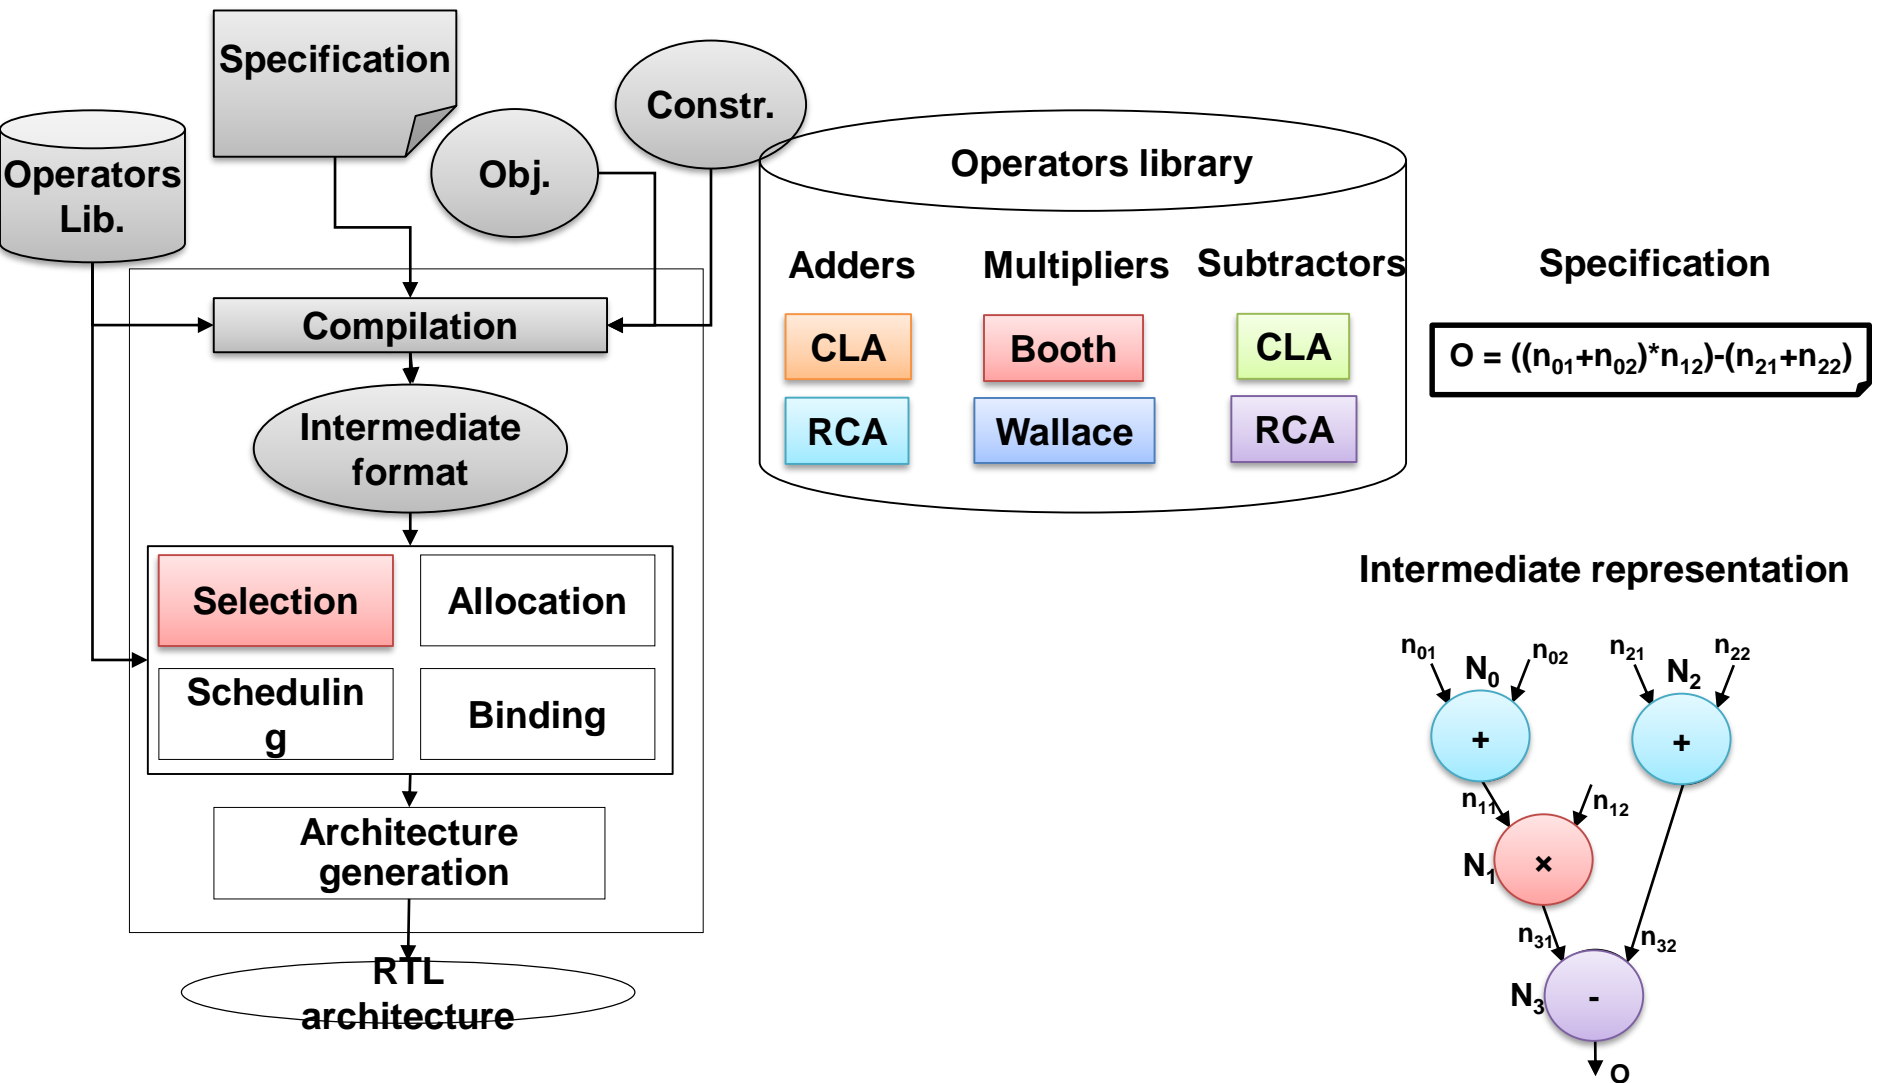 Specification
Operators
Lib.
Obj.
Constr.
Compilation
Intermediate
format
Selection
Allocation
Schedulin
g
Binding
Architecture
generation
RTL
architecture
Operators library
Adders Multipliers Subtractors
CLA Booth CLA
RCA Wallace RCA
Specification
O = ((n₀₁+n₀₂)*n₁₂)-(n₂₁+n₂₂)
Intermediate representation
n₀₁ N₀ n₀₂ n₂₁ N₂ n₂₂
+ +
n₁₁ n₁₂
N₁ ×
n₃₁ n₃₂
N₃ -
O